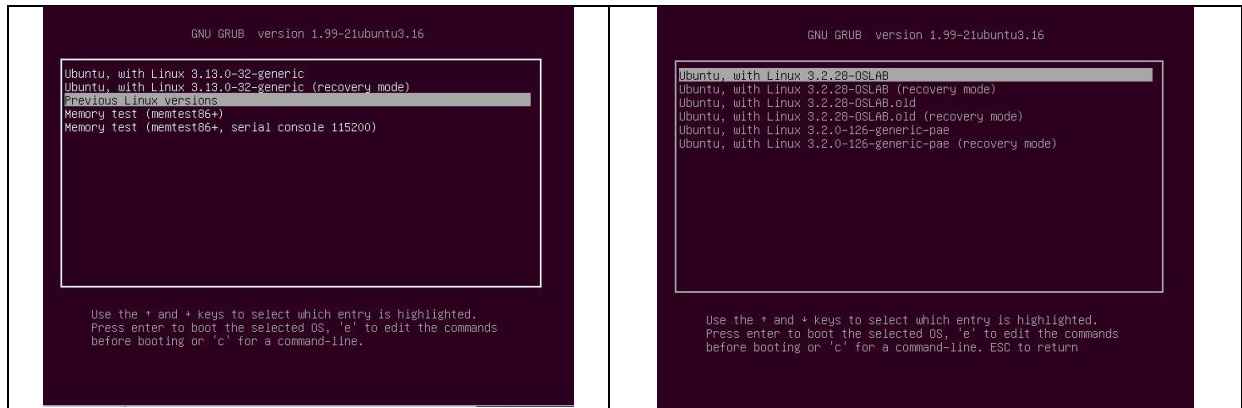 GNU GRUB version 1.99-21ubuntu3.16
Ubuntu, with Linux 3.13.0-32-generic
Ubuntu, with Linux 3.13.0-32-generic (recovery mode)
Previous Linux versions
Memory test (memtest86+)
Memory test (memtest86+, serial console 115200)
Use the ↑ and ↓ keys to select which entry is highlighted.
Press enter to boot the selected OS, 'e' to edit the commands
before booting or 'c' for a command-line.
GNU GRUB version 1.99-21ubuntu3.16
Ubuntu, with Linux 3.2.28-OSLAB
Ubuntu, with Linux 3.2.28-OSLAB (recovery mode)
Ubuntu, with Linux 3.2.28-OSLAB.old
Ubuntu, with Linux 3.2.28-OSLAB.old (recovery mode)
Ubuntu, with Linux 3.2.0-126-generic-pae
Ubuntu, with Linux 3.2.0-126-generic-pae (recovery mode)
Use the ↑ and ↓ keys to select which entry is highlighted.
Press enter to boot the selected OS, 'e' to edit the commands
before booting or 'c' for a command-line. ESC to return